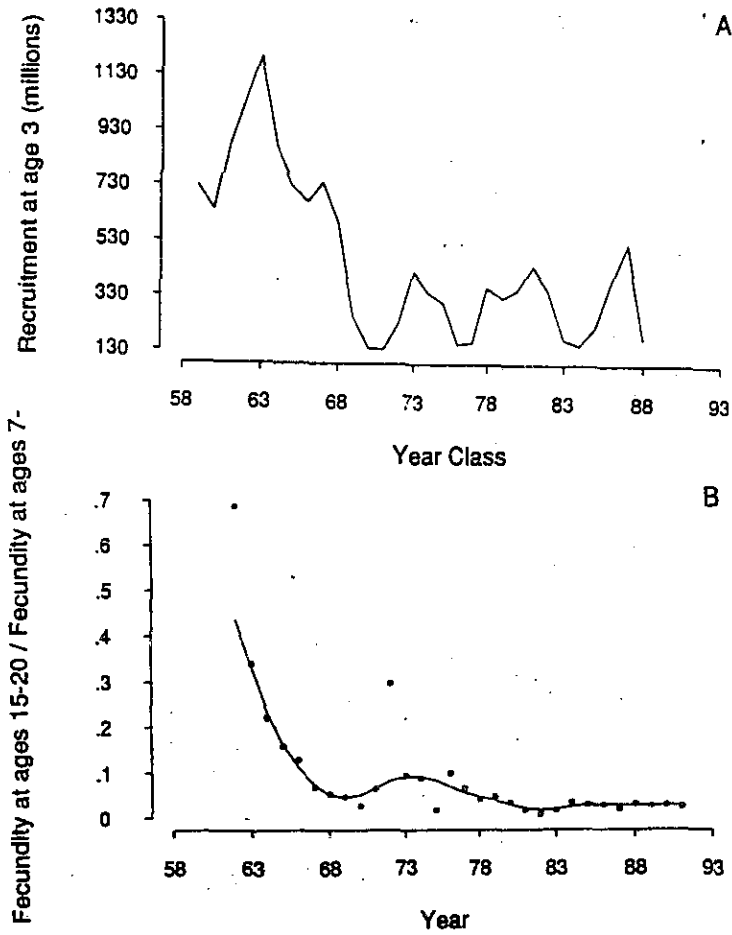 A
Recruitment at age 3 (millions)
1330
1130
930
730
530
330
130
58 63 68 73 78 83 88 93
Year Class
B
Fecundity at ages 15-20 / Fecundity at ages 7-
.7
.6
.5
.4
.3
.2
.1
0
58 63 68 73 78 83 88 93
Year